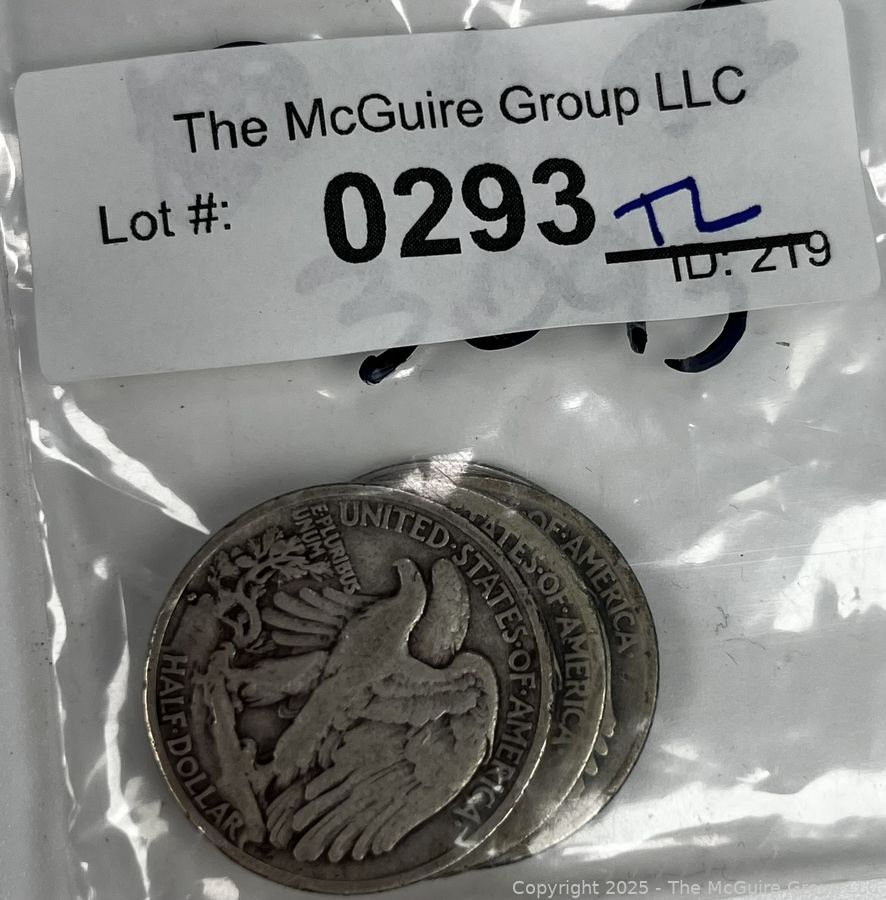 The McGuire Group LLC
Lot #: 0293 TL
ID: 219
E·PLURIBUS
UNUM
UNITED·STATES·OF·AMERICA
HALF·DOLLAR
STATES·OF·AMERICA
OF·AMERICA
Copyright 2025 - The McGuire Group LLC